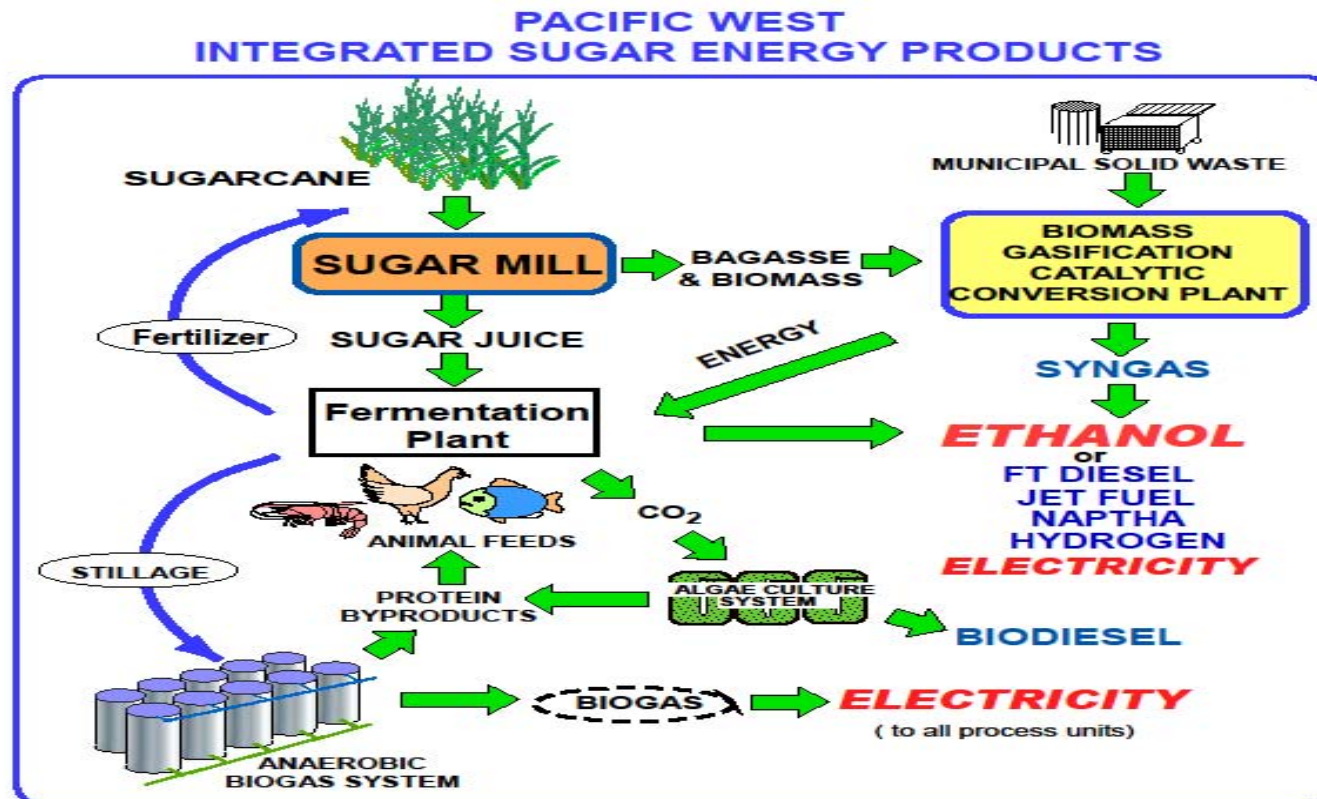 PACIFIC WEST
INTEGRATED SUGAR ENERGY PRODUCTS
SUGARCANE
MUNICIPAL SOLID WASTE
SUGAR MILL
BAGASSE
& BIOMASS
BIOMASS
GASIFICATION
CATALYTIC
CONVERSION PLANT
Fertilizer
SUGAR JUICE
ENERGY
SYNGAS
Fermentation
Plant
ETHANOL
or
FT DIESEL
JET FUEL
NAPTHA
HYDROGEN
ELECTRICITY
CO₂
ANIMAL FEEDS
STILLAGE
PROTEIN
BYPRODUCTS
ALGAE CULTURE
SYSTEM
BIODIESEL
BIOGAS
ELECTRICITY
( to all process units)
ANAEROBIC
BIOGAS SYSTEM